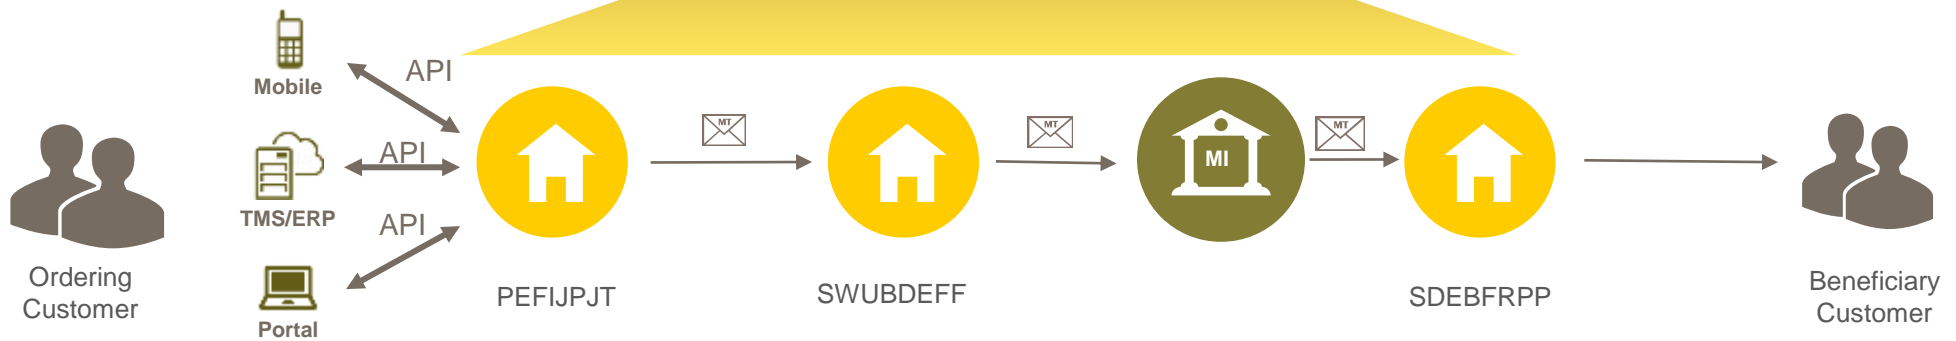 Mobile
API
TMS/ERP
API
Portal
API
MT
MT
MI
MT
Ordering
Customer
PEFIJPJT
SWUBDEFF
SDEBFRPP
Beneficiary
Customer